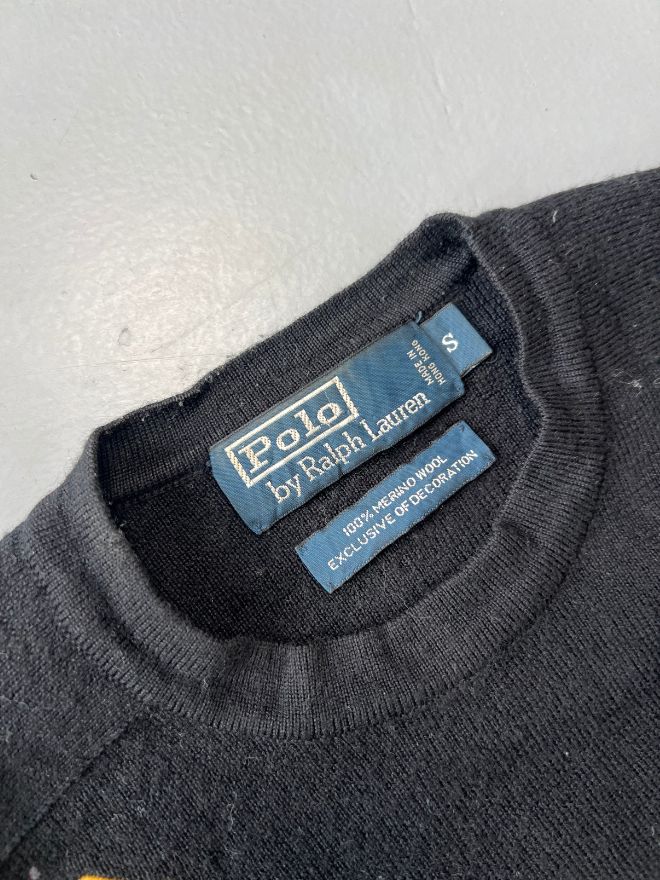 Polo
by Ralph Lauren
MADE IN
HONG KONG
S
100% MERINO WOOL
EXCLUSIVE OF DECORATION